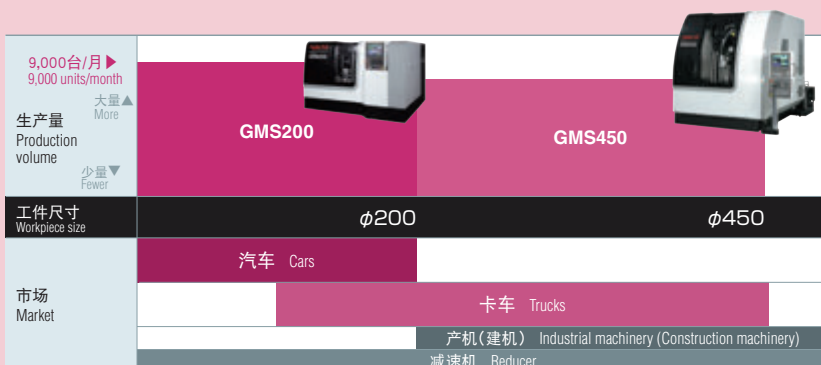 9,000台/月▶
9,000 units/month
大量▲
More
生产量
Production
volume
少量▼
Fewer
GMS200
GMS450
工件尺寸
Workpiece size
φ200
φ450
市场
Market
汽车 Cars
卡车 Trucks
产机(建机) Industrial machinery (Construction machinery)
减速机 Reducer